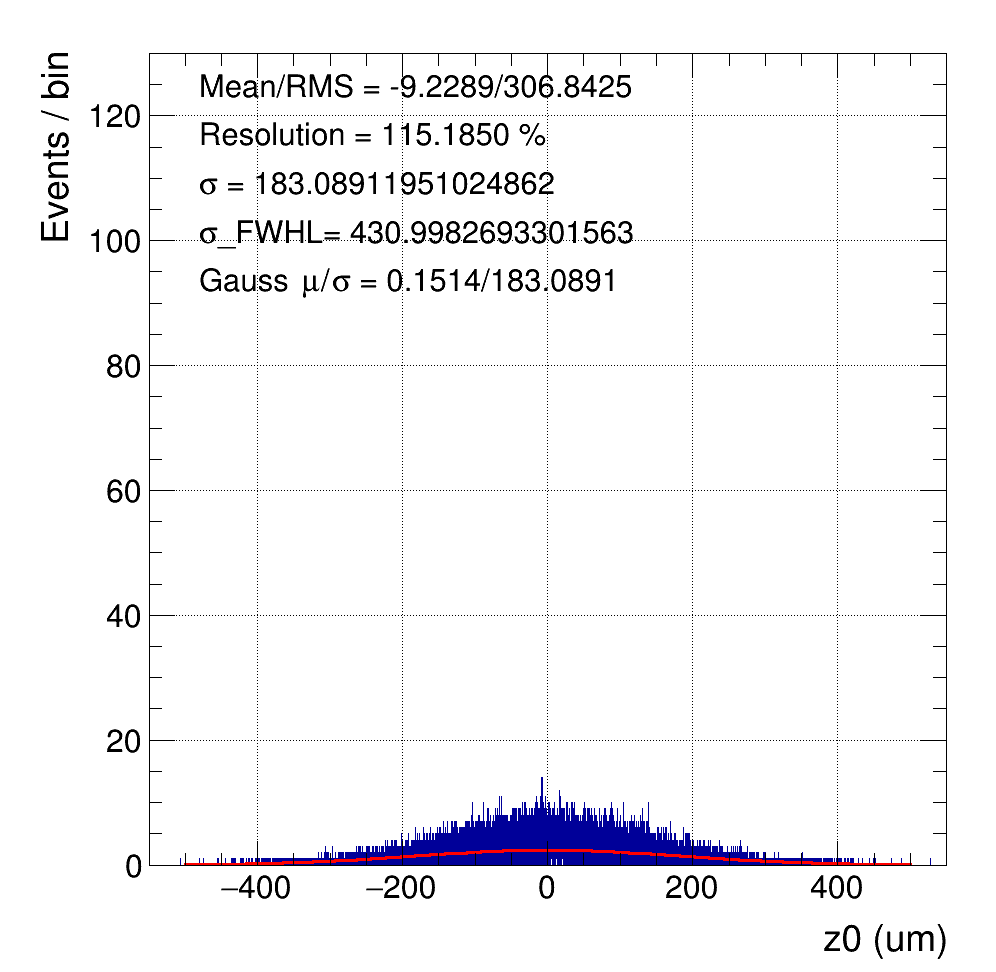 Events / bin
Mean/RMS = -9.2289/306.8425
Resolution = 115.1850 %
σ = 183.08911951024862
σ_FWHL= 430.9982693301563
Gauss μ/σ = 0.1514/183.0891
120
100
80
60
40
20
0
−400 −200 0 200 400
z0 (um)